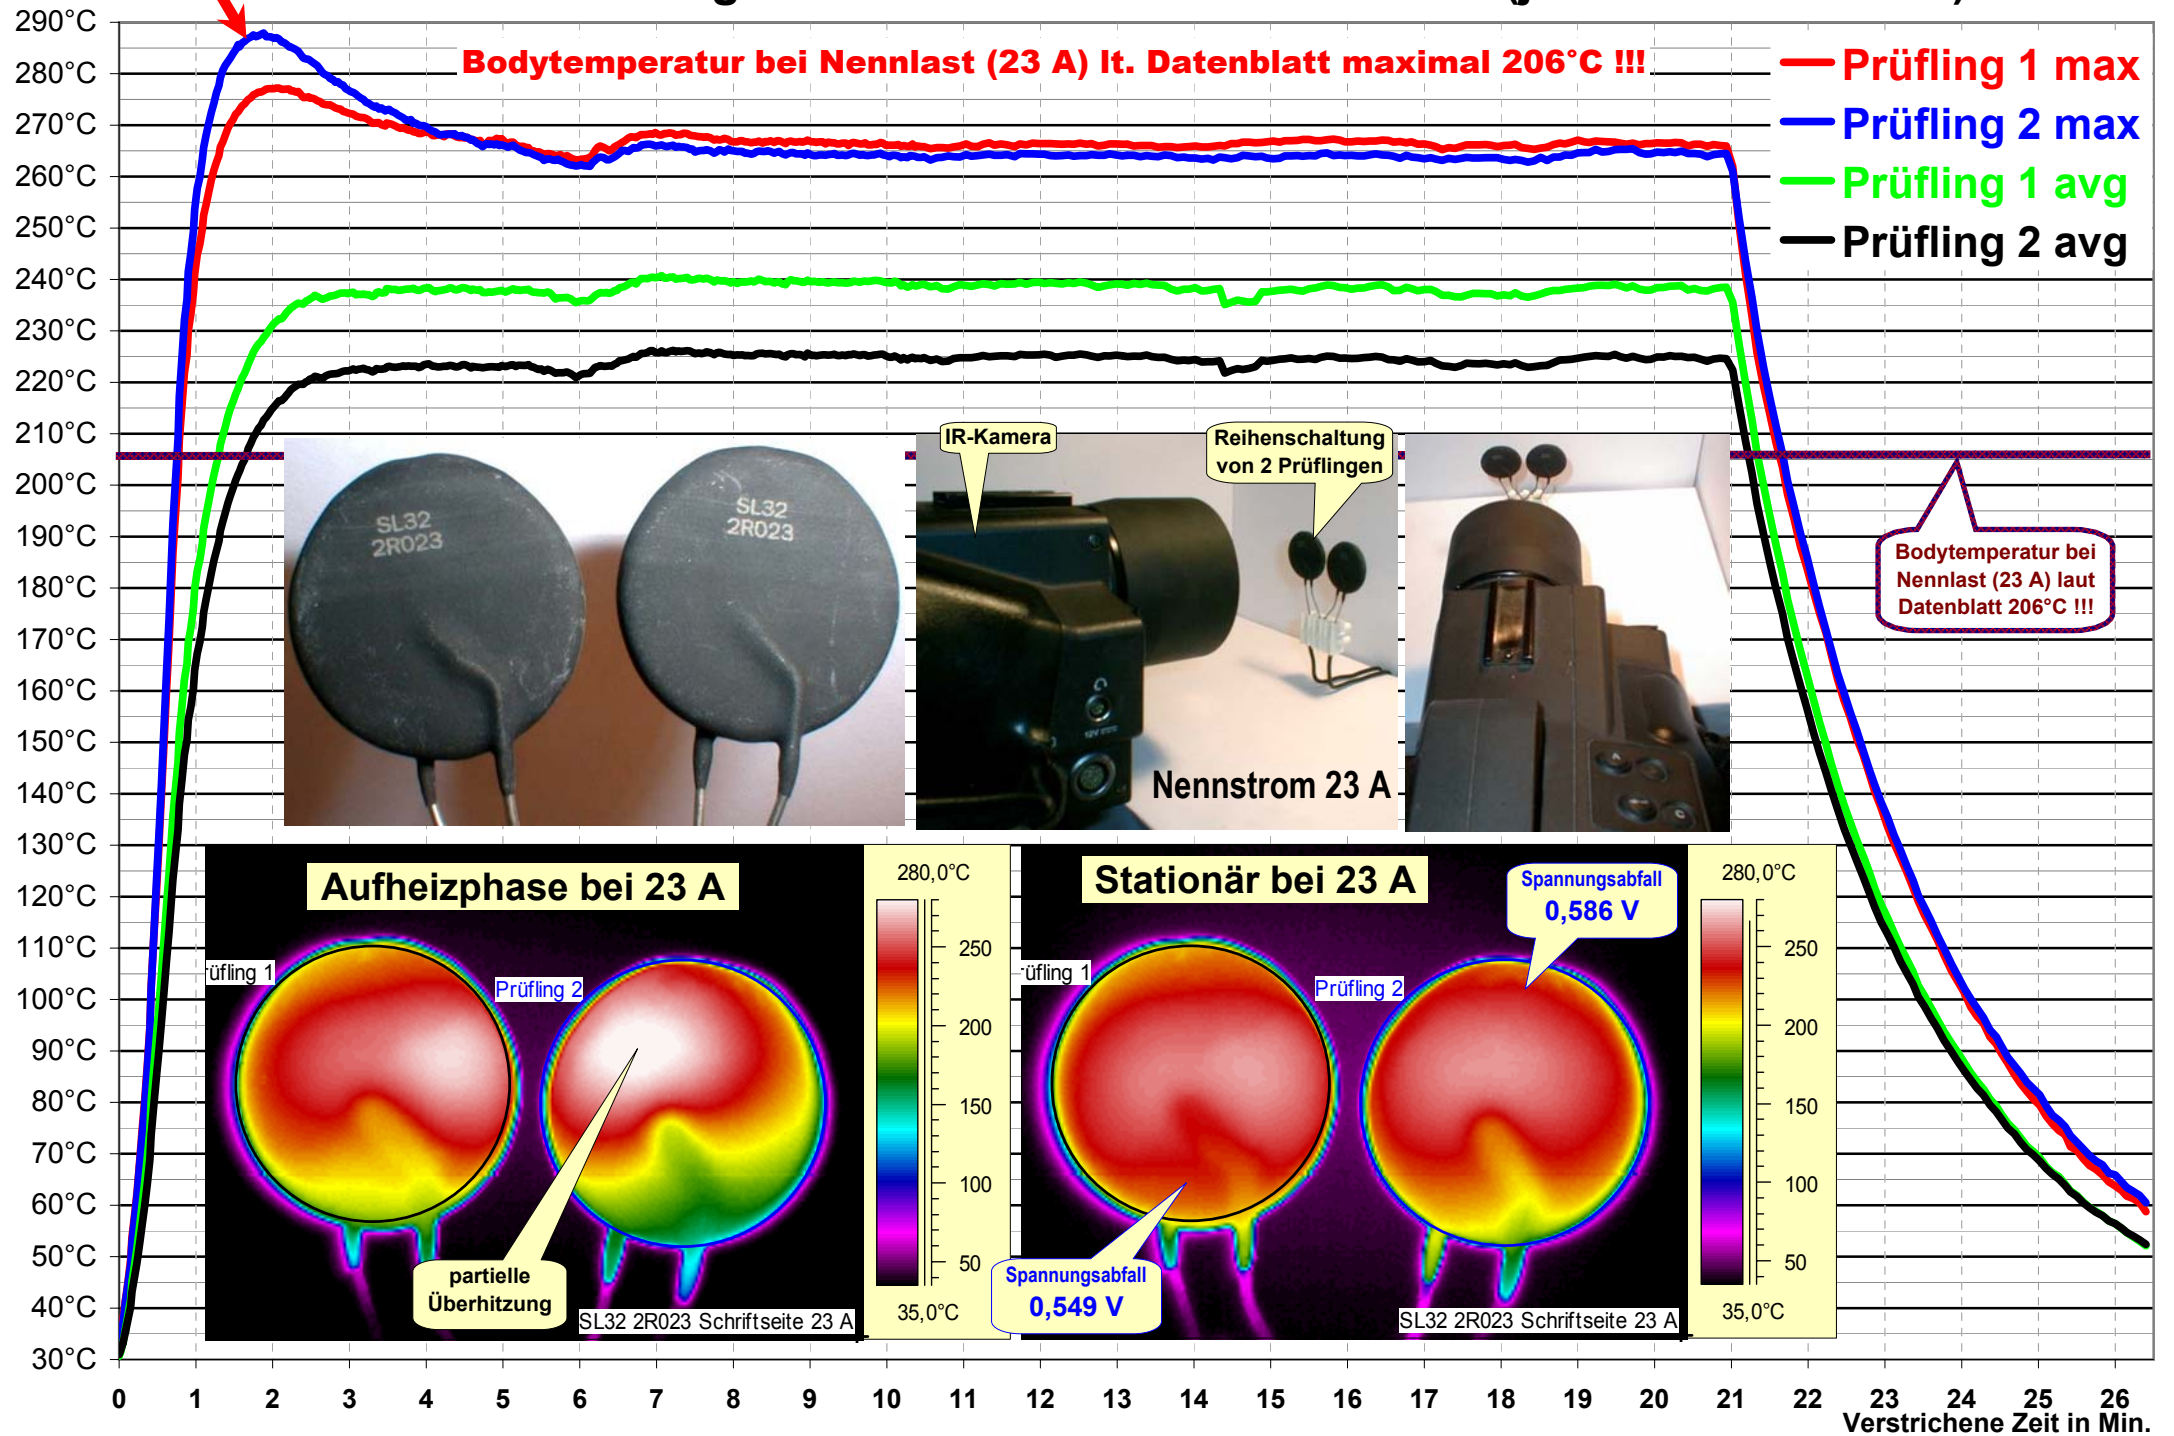 Bodytemperatur bei Nennlast (23 A) lt. Datenblatt maximal 206°C !!!
Prüfling 1 max
Prüfling 2 max
Prüfling 1 avg
Prüfling 2 avg
290°C
280°C
270°C
260°C
250°C
240°C
230°C
220°C
210°C
200°C
190°C
180°C
170°C
160°C
150°C
140°C
130°C
120°C
110°C
100°C
90°C
80°C
70°C
60°C
50°C
40°C
30°C
SL32
2R023
SL32
2R023
IR-Kamera
Reihenschaltung
von 2 Prüflingen
12V
Nennstrom 23 A
Bodytemperatur bei
Nennlast (23 A) laut
Datenblatt 206°C !!!
Aufheizphase bei 23 A
üfling 1
Prüfling 2
partielle
Überhitzung
SL32 2R023 Schriftseite 23 A
280,0°C
250
200
150
100
50
35,0°C
Stationär bei 23 A
Spannungsabfall
0,586 V
üfling 1
Prüfling 2
Spannungsabfall
0,549 V
SL32 2R023 Schriftseite 23 A
280,0°C
250
200
150
100
50
35,0°C
0 1 2 3 4 5 6 7 8 9 10 11 12 13 14 15 16 17 18 19 20 21 22 23 24 25 26
Verstrichene Zeit in Min.